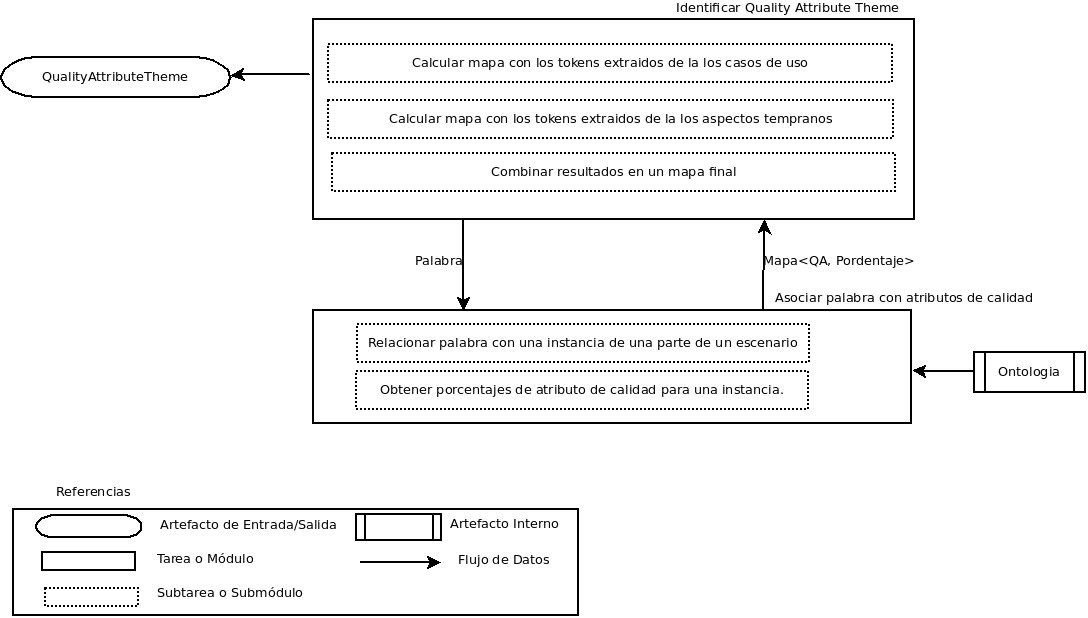 Identificar Quality Attribute Theme
QualityAttributeTheme
Calcular mapa con los tokens extraidos de la los casos de uso
Calcular mapa con los tokens extraidos de la los aspectos tempranos
Combinar resultados en un mapa final
Palabra
Mapa<QA, Pordentaje>
Asociar palabra con atributos de calidad
Relacionar palabra con una instancia de una parte de un escenario
Obtener porcentajes de atributo de calidad para una instancia.
Ontologia
Referencias
Artefacto de Entrada/Salida
Artefacto Interno
Tarea o Módulo
Flujo de Datos
Subtarea o Submódulo